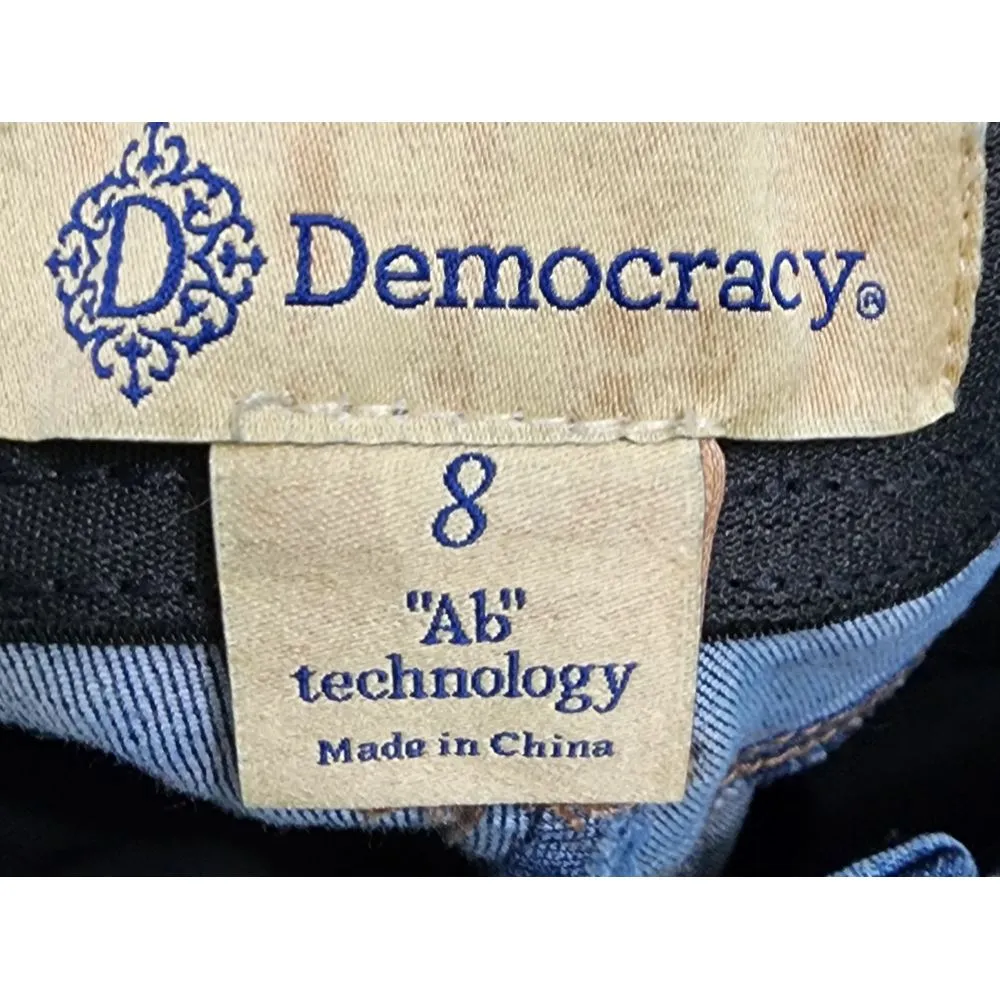 D Democracy®
8
"Ab"
technology
Made in China